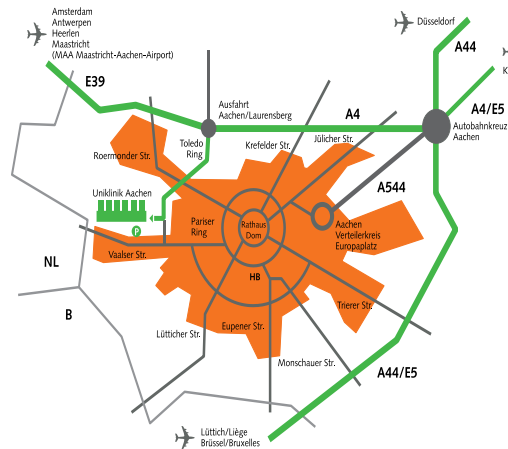 Amsterdam
Antwerpen
Heerlen
Maastricht
(MAA Maastricht-Aachen-Airport)
Düsseldorf
A44
K
E39
Ausfahrt
Aachen/Laurensberg
A4
A4/E5
Autobahnkreuz
Aachen
Toledo
Ring
Krefelder Str.
Jülicher Str.
Roermonder Str.
A544
Uniklinik Aachen
P
Pariser
Ring
Rathaus
Dom
Aachen
Verteilerkreis
Europaplatz
Vaalser Str.
NL
HB
B
Trierer Str.
Eupener Str.
Lütticher Str.
Monschauer Str.
A44/E5
Lüttich/Liège
Brüssel/Bruxelles